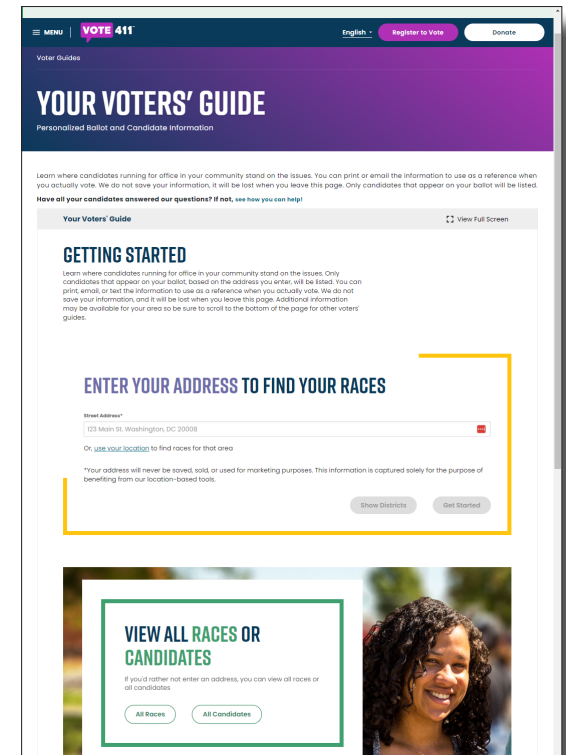 MENU
VOTE 411
English
Register to Vote
Donate
Voter Guides
YOUR VOTERS' GUIDE
Personalized Ballot and Candidate Information
Learn where candidates running for office in your community stand on the issues. You can print or email the information to use as a reference when
you actually vote. We do not save your information, it will be lost when you leave this page. Only candidates that appear on your ballot will be listed.
Have all your candidates answered our questions? If not, see how you can help!
Your Voters' Guide
View Full Screen
GETTING STARTED
Learn where candidates running for office in your community stand on the issues. Only
candidates that appear on your ballot, based on the address you enter, will be listed. You can
print, email, or text the information to use as a reference when you actually vote. We do not
save your information, and it will be lost when you leave this page. Additional information
may be available for your area so be sure to scroll to the bottom of the page for other voters'
guides.
ENTER YOUR ADDRESS TO FIND YOUR RACES
Street Address*
123 Main St. Washington, DC 20008
Or, use your location to find races for that area
*Your address will never be saved, sold, or used for marketing purposes. This information is captured solely for the purpose of
benefiting from our location-based tools.
Show Districts
Get Started
VIEW ALL RACES OR
CANDIDATES
If you'd rather not enter an address, you can view all races or
all candidates
All Races
All Candidates